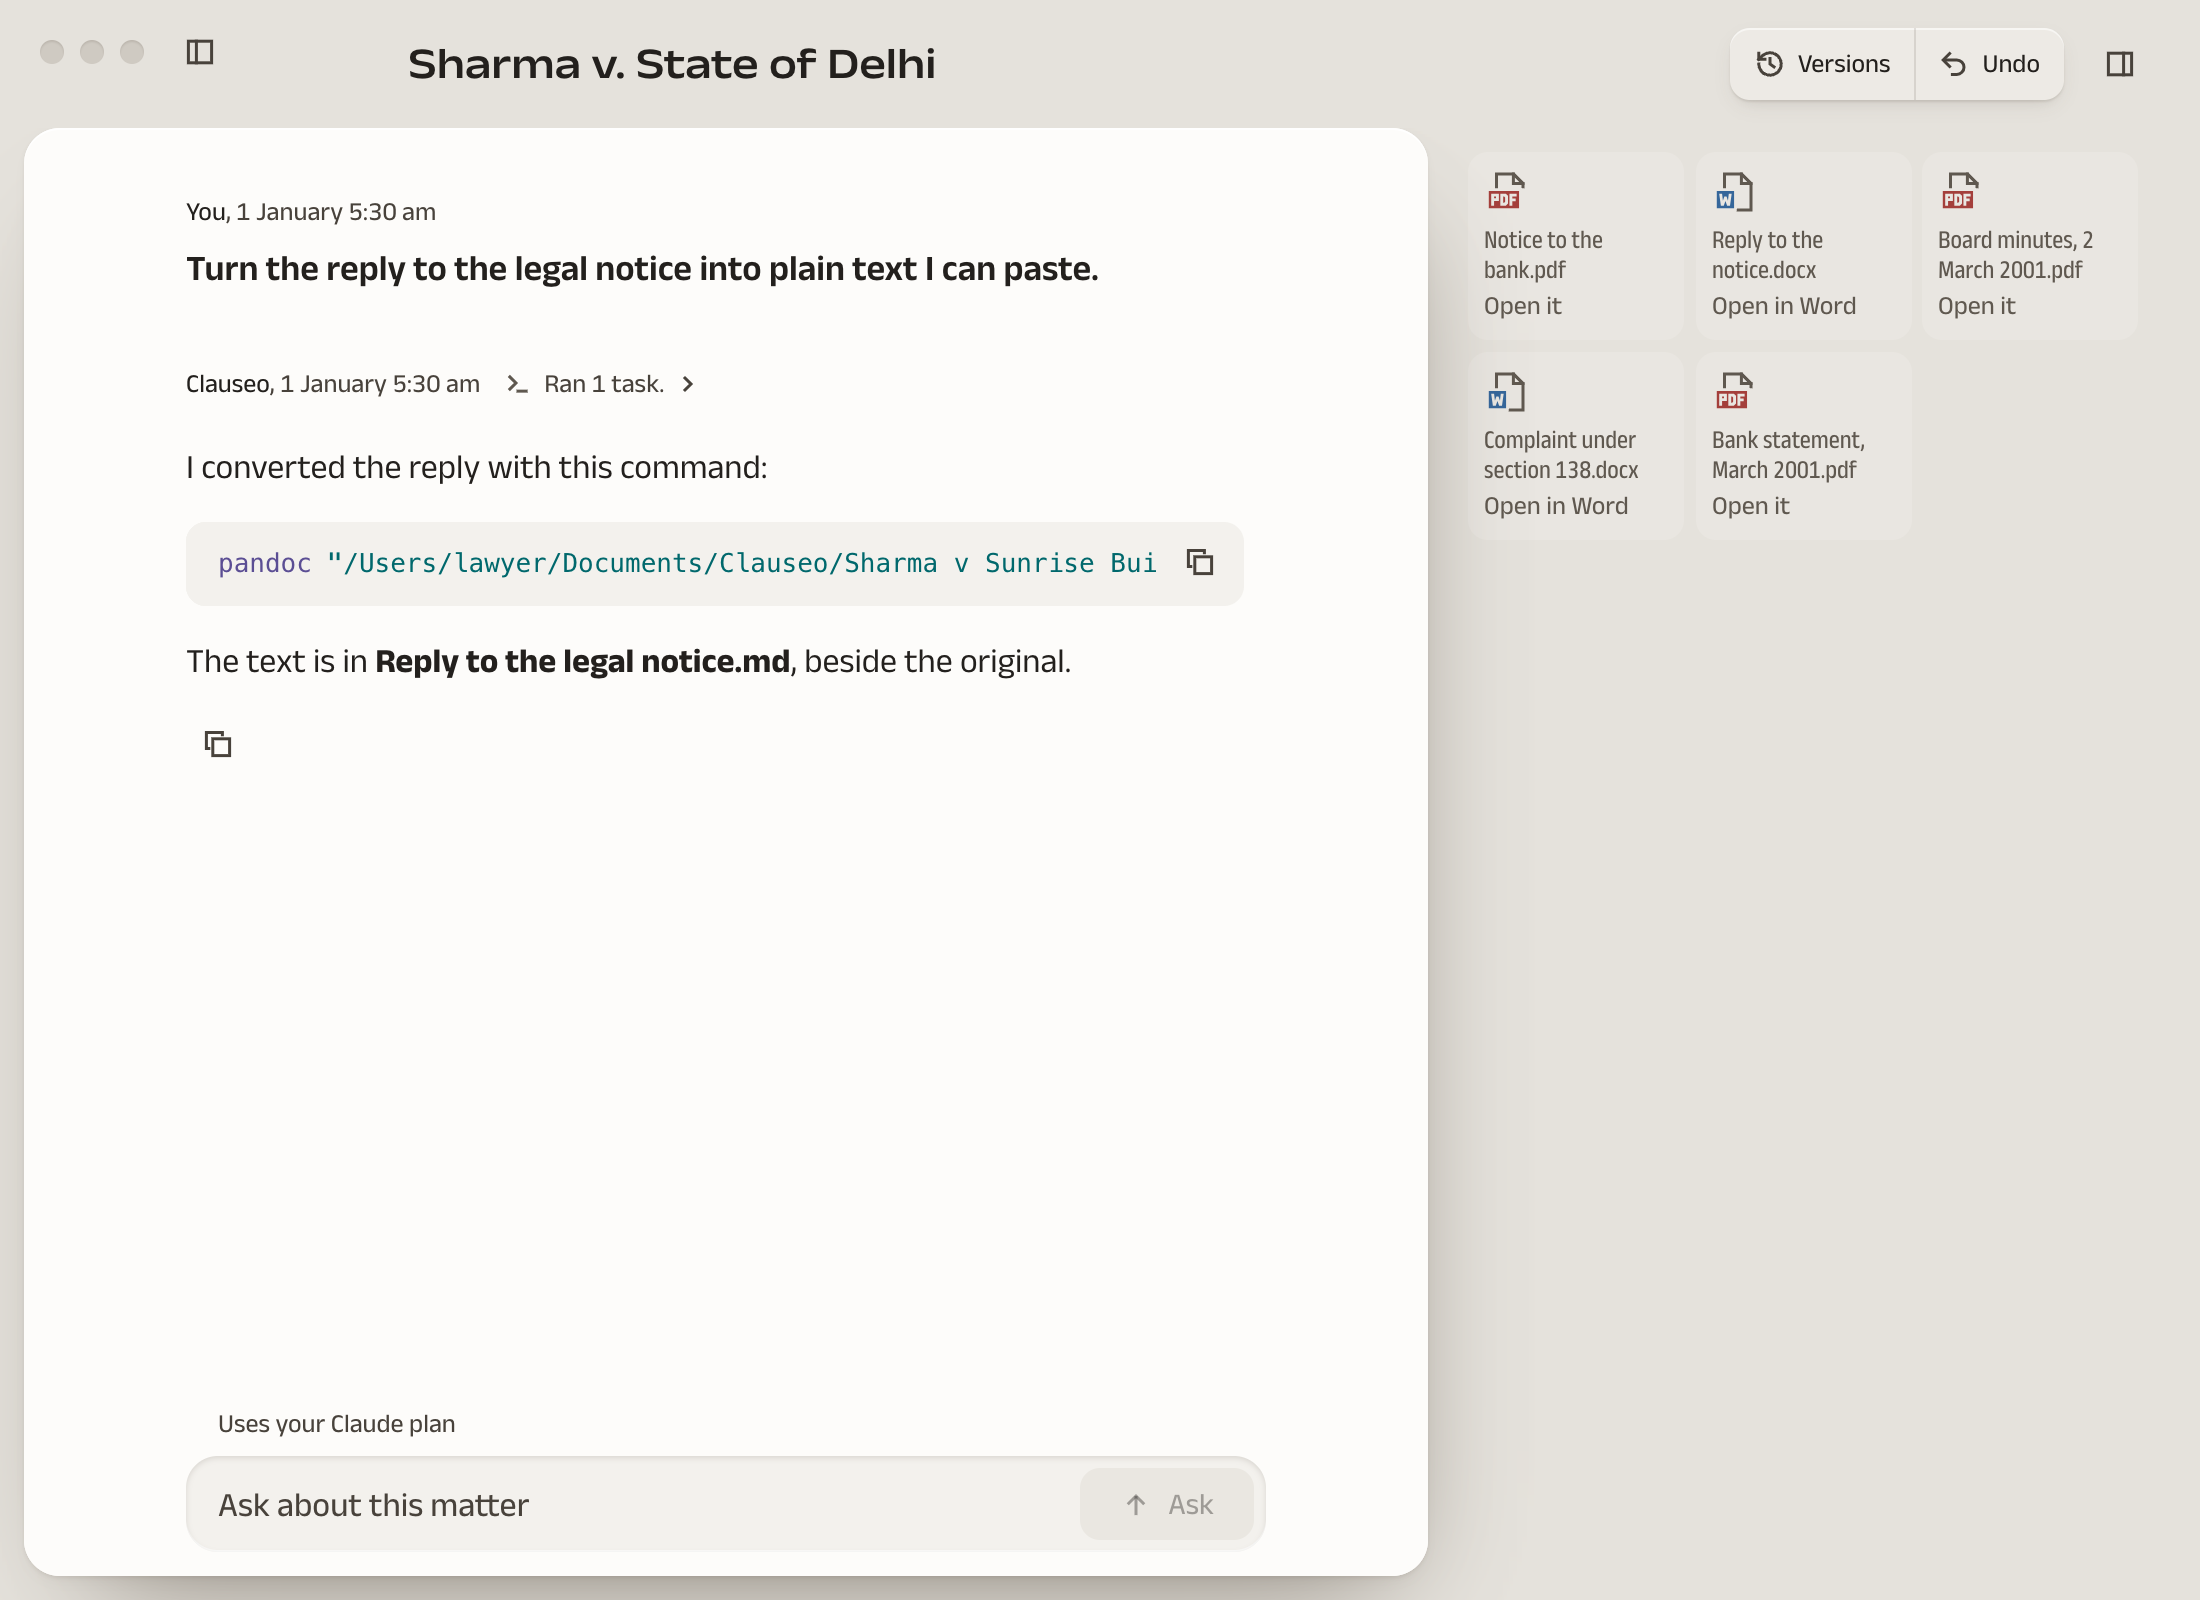 Sharma v. State of Delhi
Versions
Undo
You, 1 January 5:30 am
Turn the reply to the legal notice into plain text I can paste.
Clauseo, 1 January 5:30 am
Ran 1 task.
I converted the reply with this command:
pandoc "/Users/lawyer/Documents/Clauseo/Sharma v Sunrise Bui
The text is in Reply to the legal notice.md, beside the original.
Uses your Claude plan
Ask about this matter
Ask
PDF
Notice to the
bank.pdf
Open it
W
Reply to the
notice.docx
Open in Word
PDF
Board minutes, 2
March 2001.pdf
Open it
W
Complaint under
section 138.docx
Open in Word
PDF
Bank statement,
March 2001.pdf
Open it